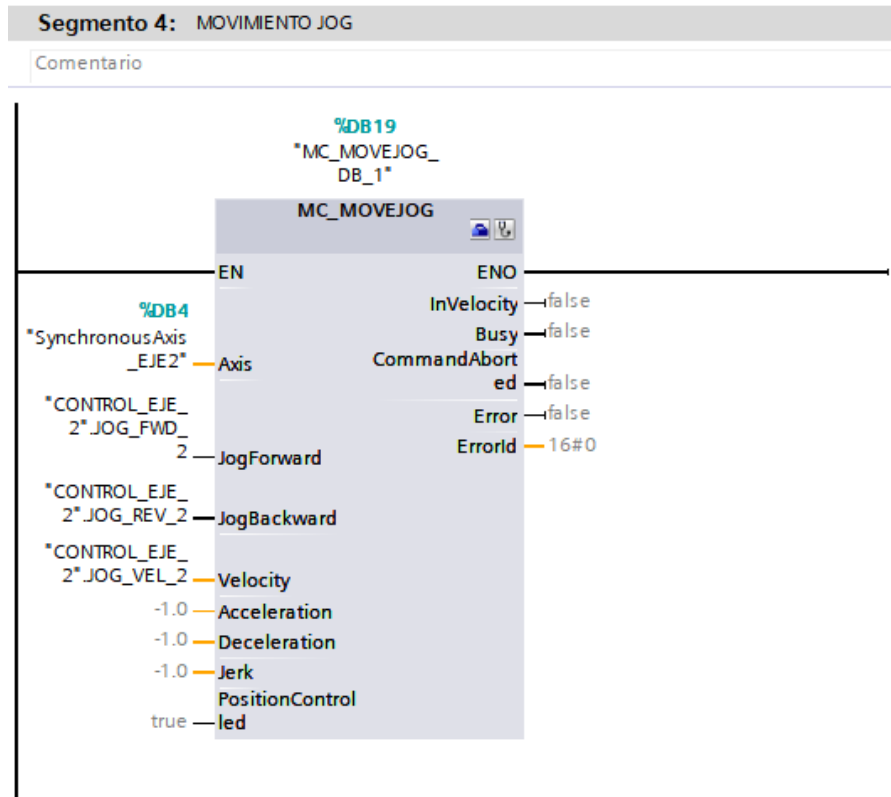 Segmento 4: MOVIMIENTO JOG
Comentario
%DB19
"MC_MOVEJOG_
DB_1"
MC_MOVEJOG
EN
ENO
InVelocity
false
Busy
false
CommandAbort
ed
false
Error
false
ErrorId
16#0
%DB4
"SynchronousAxis
_EJE2"
Axis
"CONTROL_EJE_
2".JOG_FWD_
2
JogForward
"CONTROL_EJE_
2".JOG_REV_2
JogBackward
"CONTROL_EJE_
2".JOG_VEL_2
Velocity
-1.0
Acceleration
-1.0
Deceleration
-1.0
Jerk
PositionControl
true
led